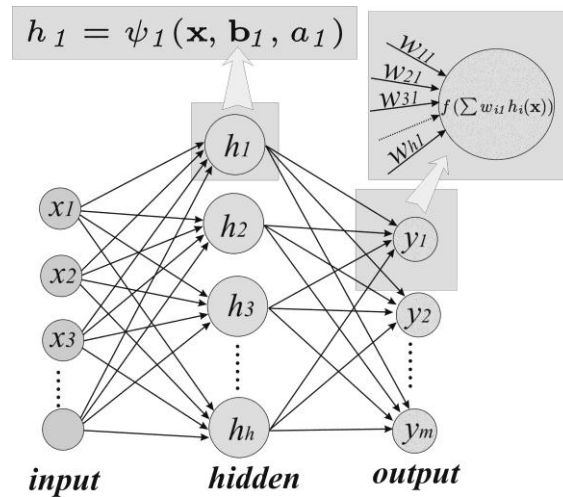 h1 = ψ1(x, b1, a1)
w11
w21
w31
wh1
f(∑ wi1 hi(x))
h1
x1
h2
y1
x2
h3
y2
x3
hh
ym
input
hidden
output